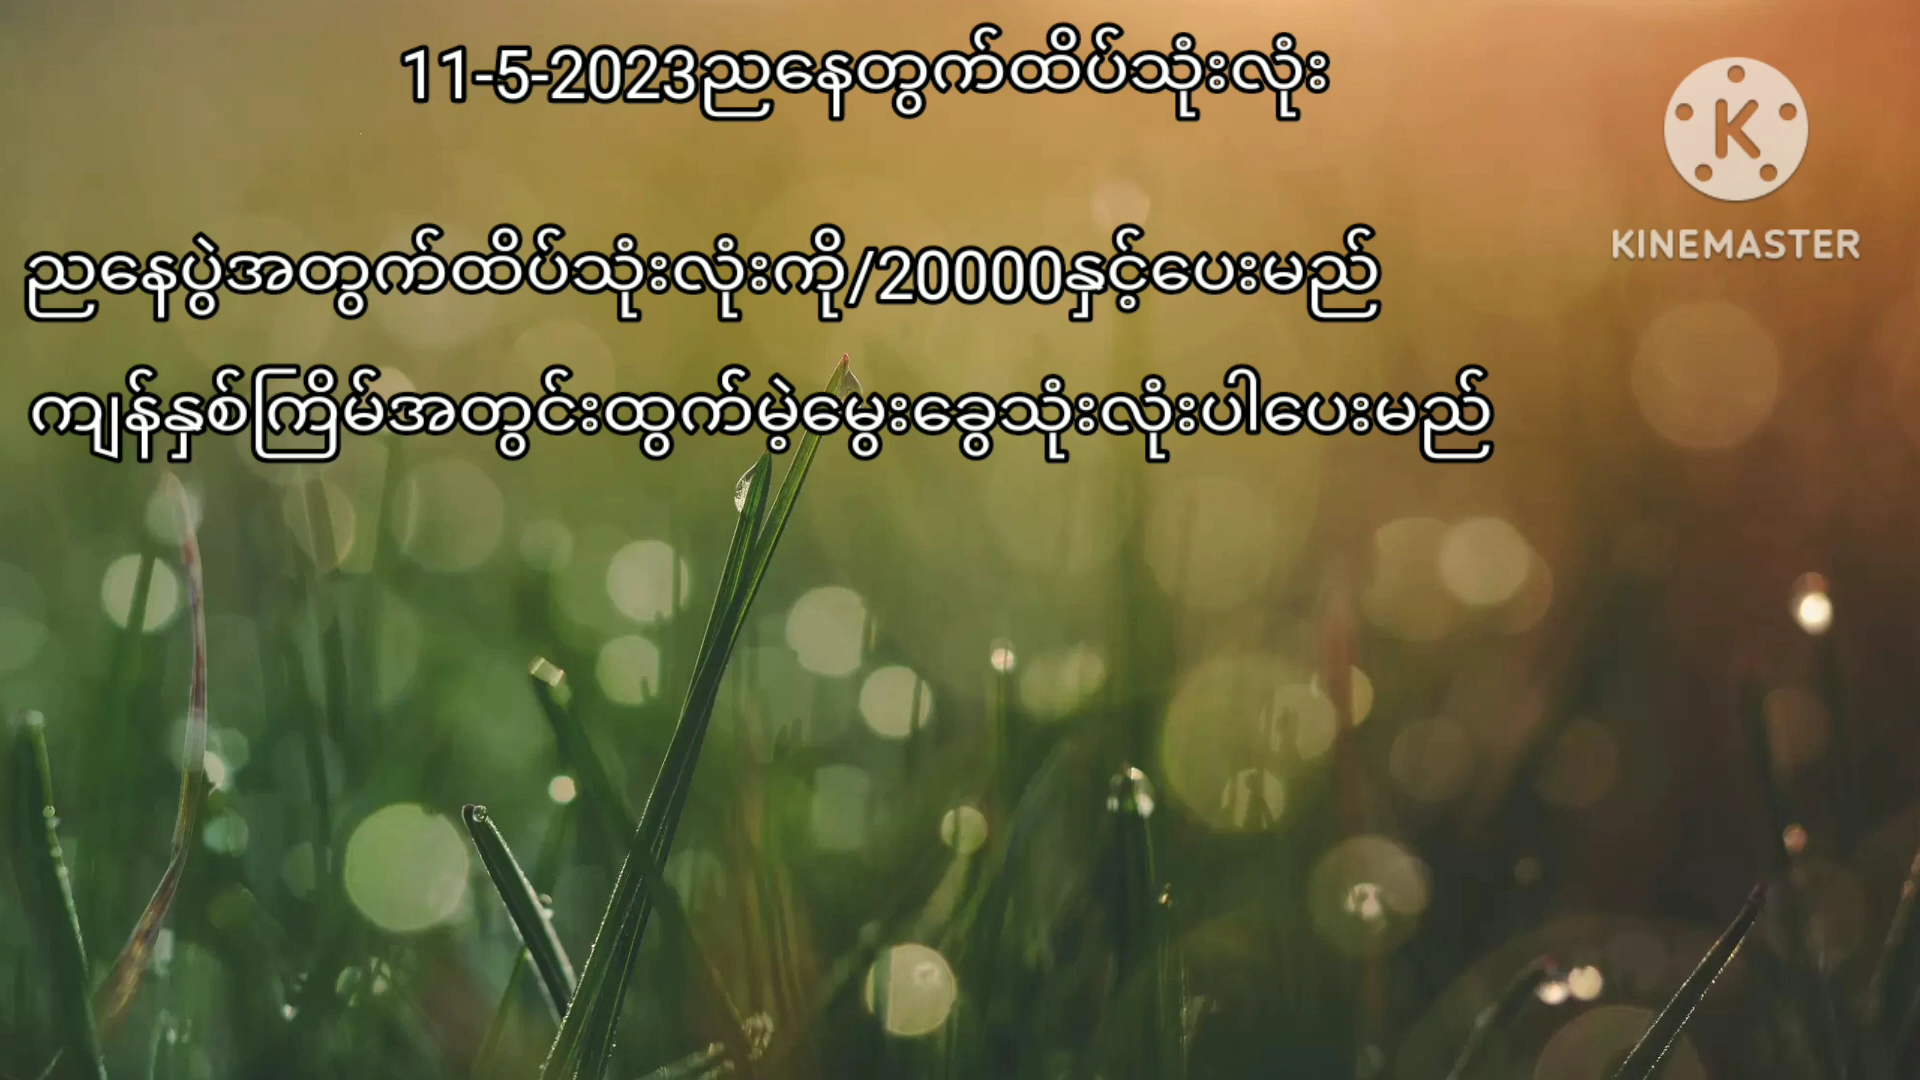 11-5-2023ညနေတွက်ထိပ်သုံးလုံး
KINEMASTER
ညနေပွဲအတွက်ထိပ်သုံးလုံးကို/20000နှင့်ပေးမည်
ကျန်နှစ်ကြိမ်အတွင်းထွက်မဲ့မွေးခွေသုံးလုံးပါပေးမည်